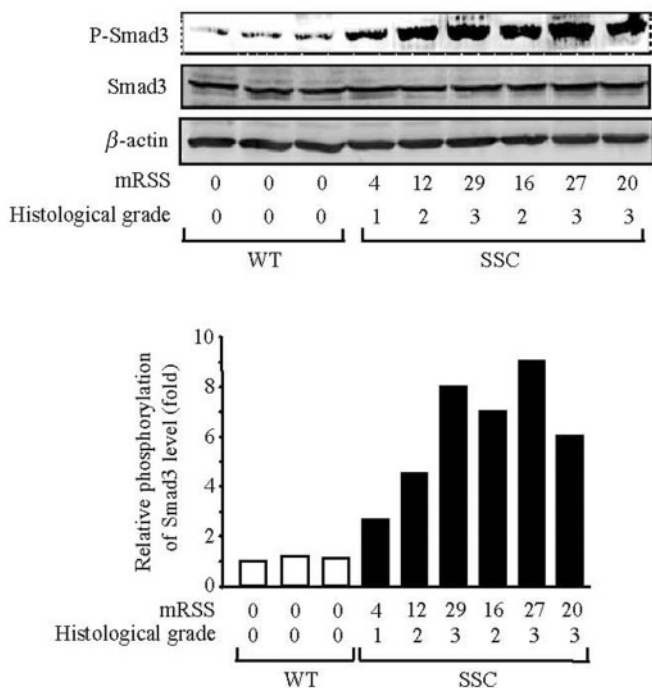 P-Smad3
Smad3
β-actin
mRSS 0 0 0 4 12 29 16 27 20
Histological grade 0 0 0 1 2 3 2 3 3
WT SSC
Relative phosphorylation
of Smad3 level (fold)
10
8
6
4
2
0
mRSS 0 0 0 4 12 29 16 27 20
Histological grade 0 0 0 1 2 3 2 3 3
WT SSC